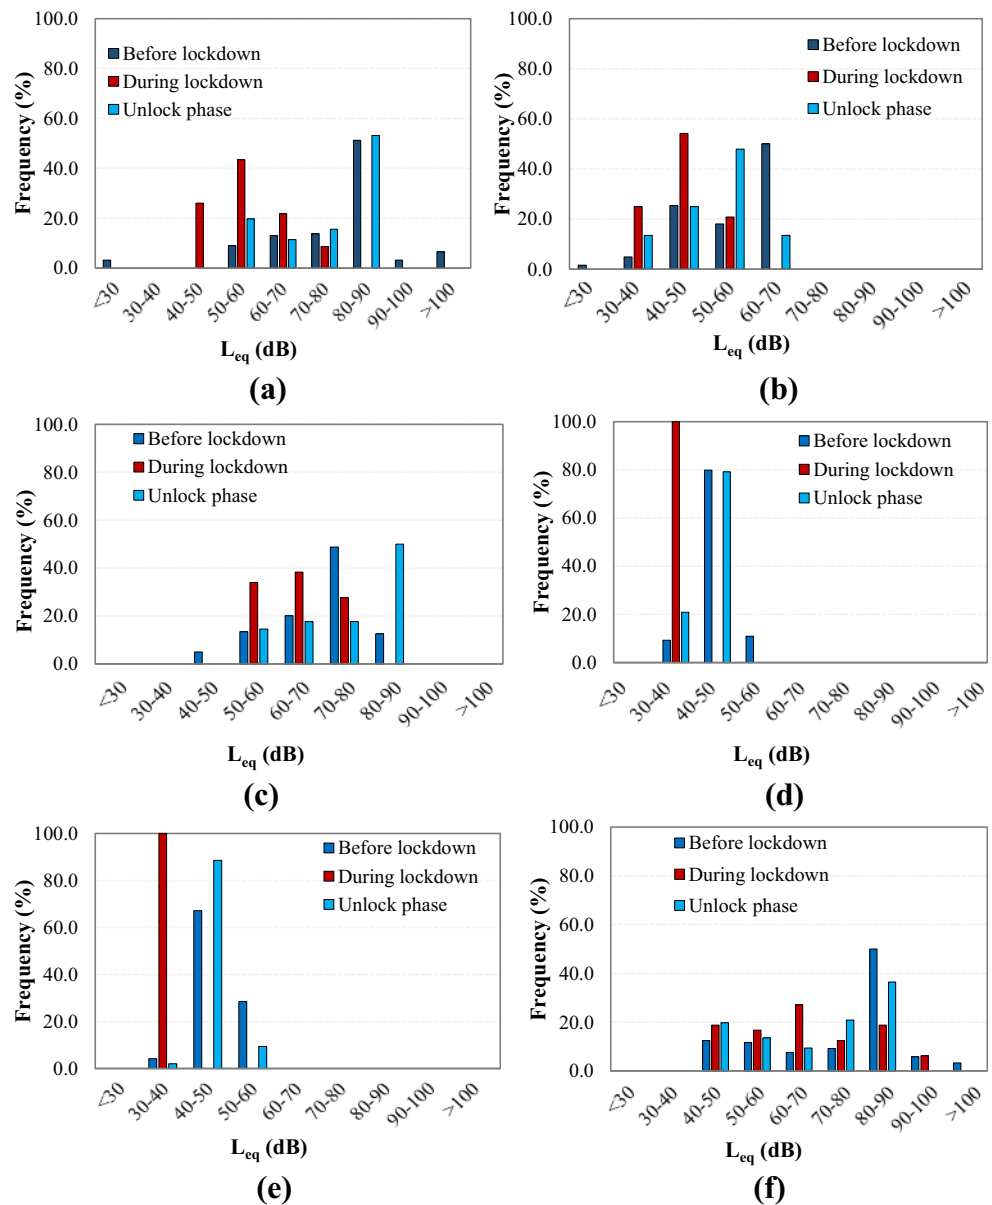 100.0
80.0
60.0
40.0
20.0
0.0
Frequency (%)
Before lockdown
During lockdown
Unlock phase
<30
30-40
40-50
50-60
60-70
70-80
80-90
90-100
>100
Leq (dB)
(a)
100.0
80.0
60.0
40.0
20.0
0.0
Frequency (%)
Before lockdown
During lockdown
Unlock phase
<30
30-40
40-50
50-60
60-70
70-80
80-90
90-100
>100
Leq (dB)
(b)
100.0
80.0
60.0
40.0
20.0
0.0
Frequency (%)
Before lockdown
During lockdown
Unlock phase
<30
30-40
40-50
50-60
60-70
70-80
80-90
90-100
>100
Leq (dB)
(c)
100.0
80.0
60.0
40.0
20.0
0.0
Frequency (%)
Before lockdown
During lockdown
Unlock phase
<30
30-40
40-50
50-60
60-70
70-80
80-90
90-100
>100
Leq (dB)
(d)
100.0
80.0
60.0
40.0
20.0
0.0
Frequency (%)
Before lockdown
During lockdown
Unlock phase
<30
30-40
40-50
50-60
60-70
70-80
80-90
90-100
>100
Leq (dB)
(e)
100.0
80.0
60.0
40.0
20.0
0.0
Frequency (%)
Before lockdown
During lockdown
Unlock phase
<30
30-40
40-50
50-60
60-70
70-80
80-90
90-100
>100
Leq (dB)
(f)